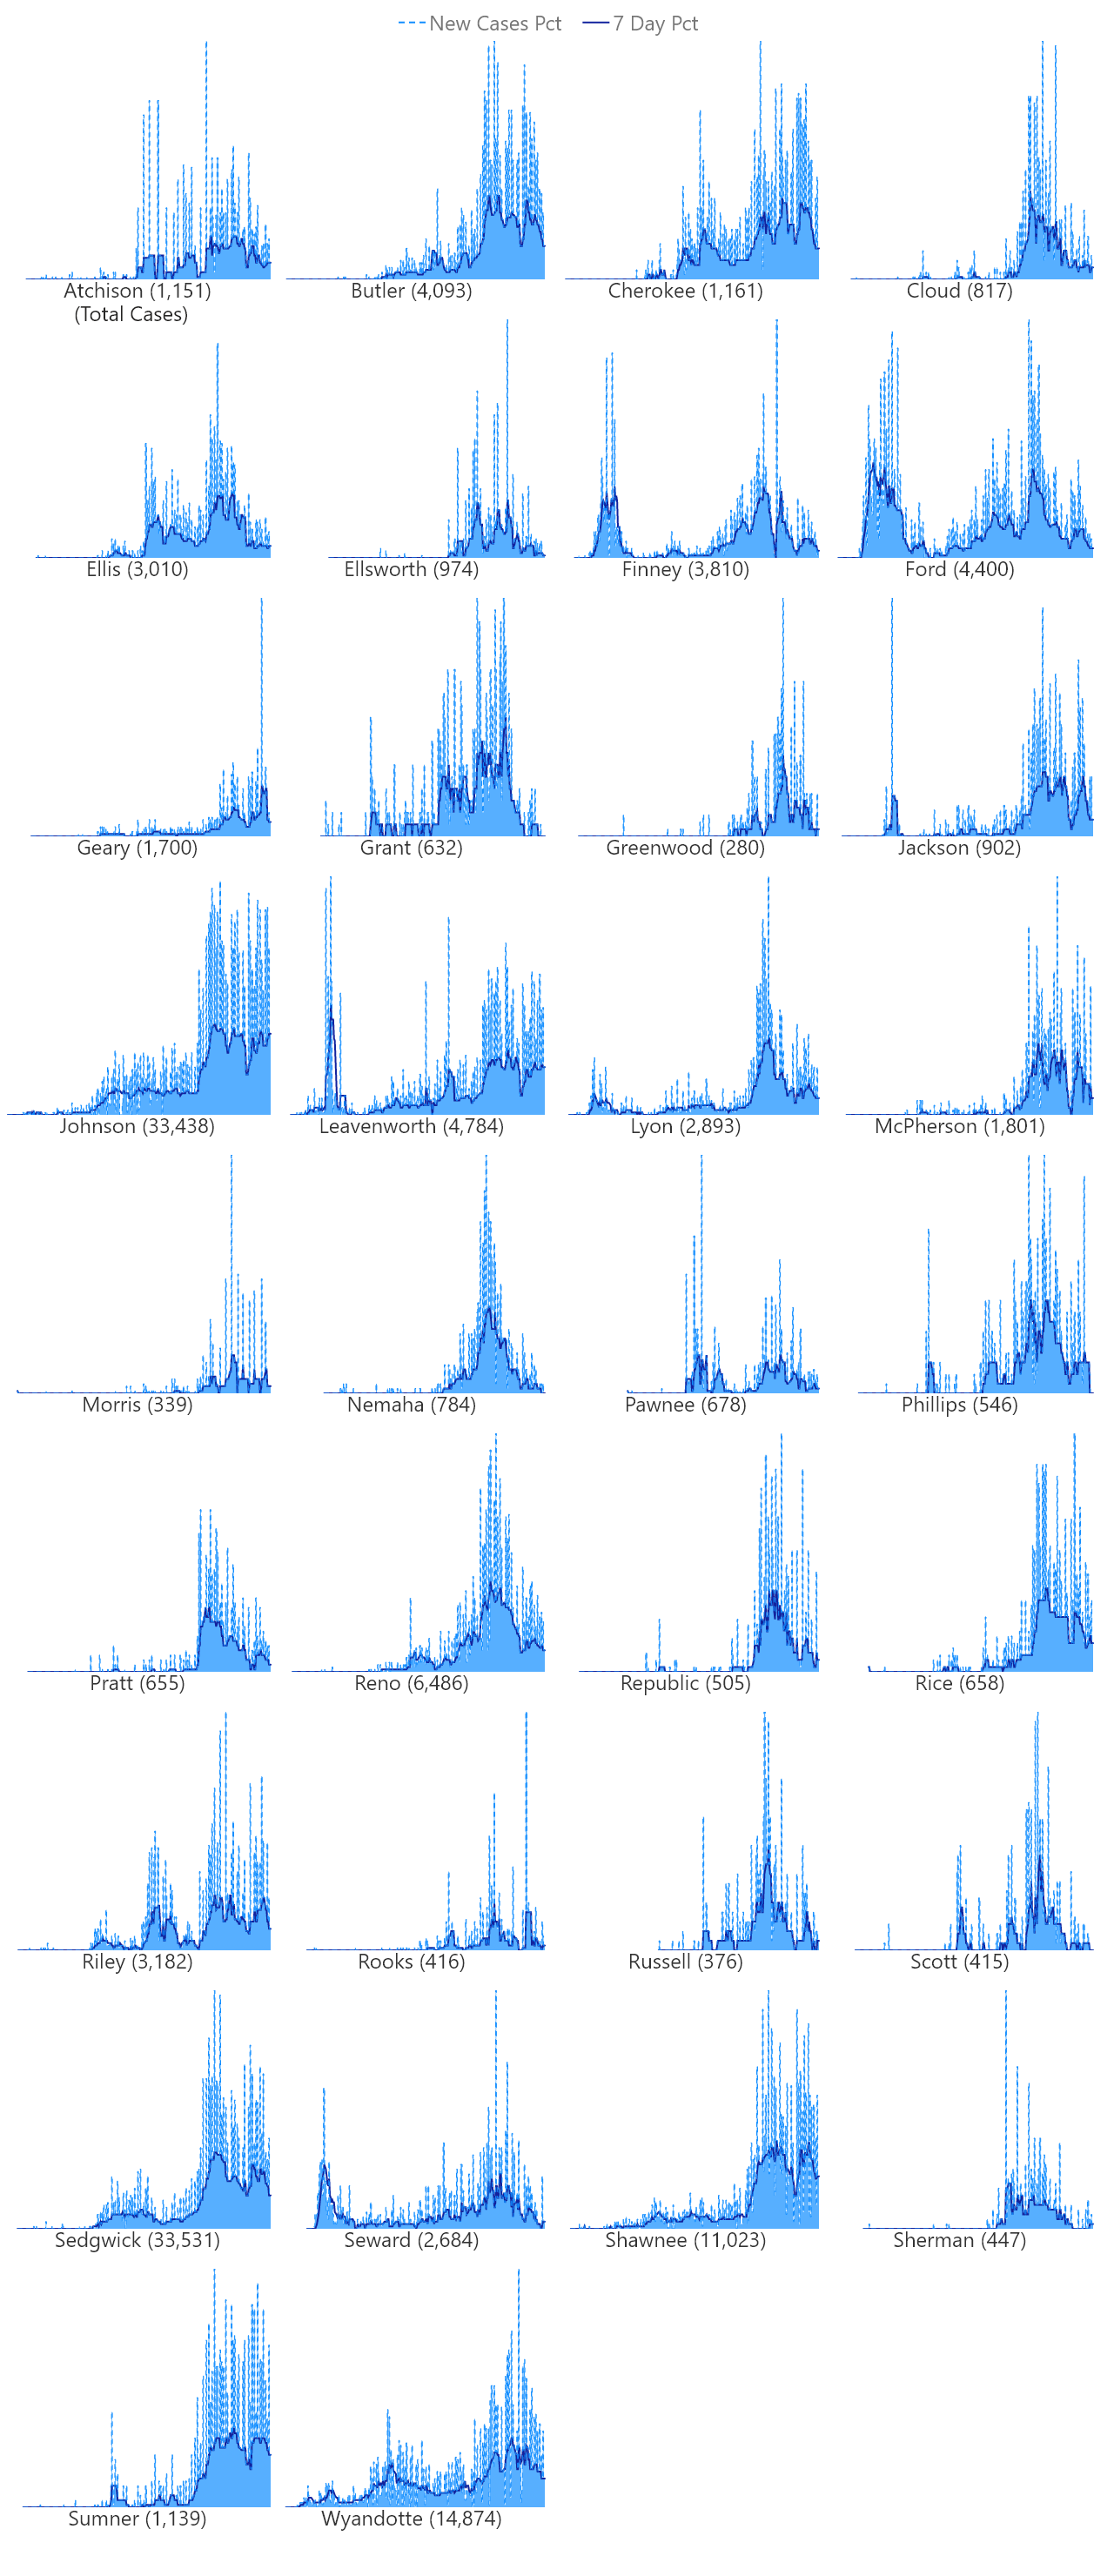 New Cases Pct 7 Day Pct
Atchison (1,151) Butler (4,093) Cherokee (1,161) Cloud (817)
(Total Cases)
Ellis (3,010) Ellsworth (974) Finney (3,810) Ford (4,400)
Geary (1,700) Grant (632) Greenwood (280) Jackson (902)
Johnson (33,438) Leavenworth (4,784) Lyon (2,893) McPherson (1,801)
Morris (339) Nemaha (784) Pawnee (678) Phillips (546)
Pratt (655) Reno (6,486) Republic (505) Rice (658)
Riley (3,182) Rooks (416) Russell (376) Scott (415)
Sedgwick (33,531) Seward (2,684) Shawnee (11,023) Sherman (447)
Sumner (1,139) Wyandotte (14,874)